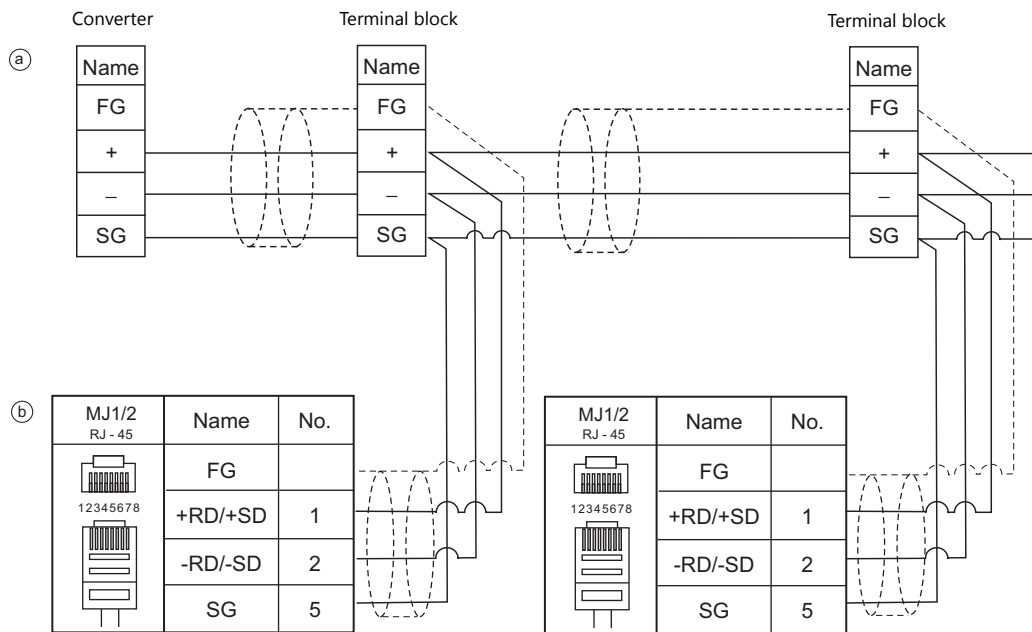 Converter Terminal block Terminal block
ⓐ
Name Name Name
FG FG FG
+ + +
– – –
SG SG SG
ⓑ
MJ1/2 Name No. MJ1/2 Name No.
RJ - 45 RJ - 45
FG FG
12345678 12345678
+RD/+SD 1 +RD/+SD 1
-RD/-SD 2 -RD/-SD 2
SG 5 SG 5